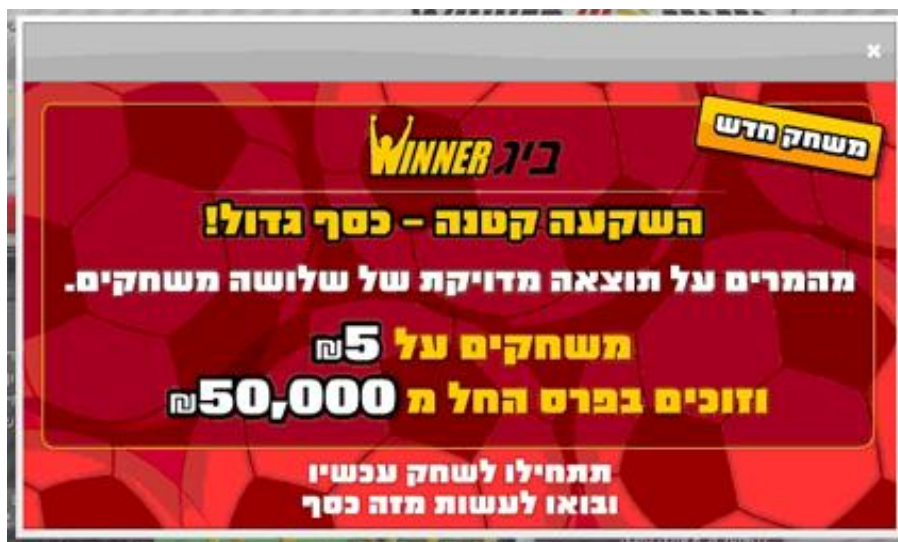 משחק חדש
ביג WINNER
השקעה קטנה - כסף גדול!
מהמרים על תוצאה מדויקת של שלושה משחקים.
משחקים על 5₪
וזוכים בפרס החל מ 50,000₪
תתחילו לשחק עכשיו
ובואו לעשות מזה כסף